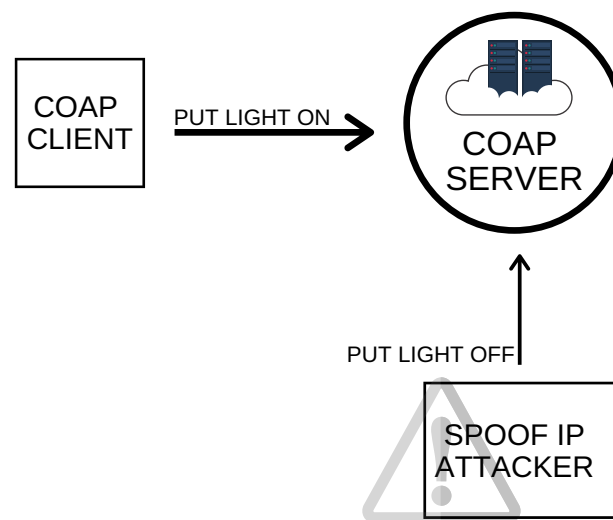 COAP
CLIENT
PUT LIGHT ON
COAP
SERVER
PUT LIGHT OFF
SPOOF IP
ATTACKER